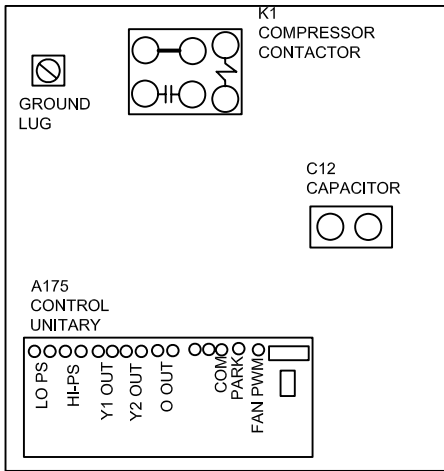 K1
COMPRESSOR
CONTACTOR
GROUND
LUG
C12
CAPACITOR
A175
CONTROL
UNITARY
LO PS
HI-PS
Y1 OUT
Y2 OUT
O OUT
COM
PARK
FAN PWM